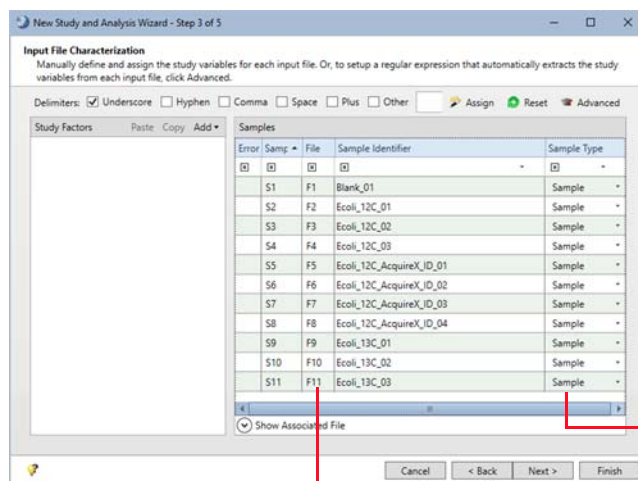 New Study and Analysis Wizard - Step 3 of 5
Input File Characterization
Manually define and assign the study variables for each input file. Or, to setup a regular expression that automatically extracts the study
variables from each input file, click Advanced.
Delimiters: Underscore Hyphen Comma Space Plus Other Assign Reset Advanced
Study Factors Paste Copy Add
Samples
Error Samp File Sample Identifier Sample Type
S1 F1 Blank_01 Sample
S2 F2 Ecoli_12C_01 Sample
S3 F3 Ecoli_12C_02 Sample
S4 F4 Ecoli_12C_03 Sample
S5 F5 Ecoli_12C_AcquireX_ID_01 Sample
S6 F6 Ecoli_12C_AcquireX_ID_02 Sample
S7 F7 Ecoli_12C_AcquireX_ID_03 Sample
S8 F8 Ecoli_12C_AcquireX_ID_04 Sample
S9 F9 Ecoli_13C_01 Sample
S10 F10 Ecoli_13C_02 Sample
S11 F11 Ecoli_13C_03 Sample
Show Associated File
Cancel < Back Next > Finish